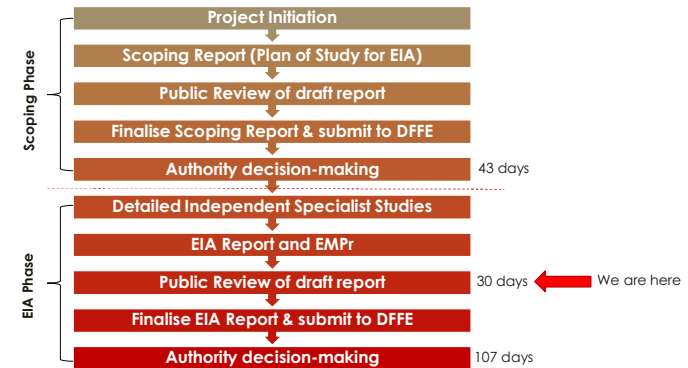 Project Initiation
Scoping Report (Plan of Study for EIA)
Public Review of draft report
Finalise Scoping Report & submit to DFFE
Authority decision-making
43 days
Scoping Phase
Detailed Independent Specialist Studies
EIA Report and EMPr
Public Review of draft report
30 days
We are here
Finalise EIA Report & submit to DFFE
Authority decision-making
107 days
EIA Phase